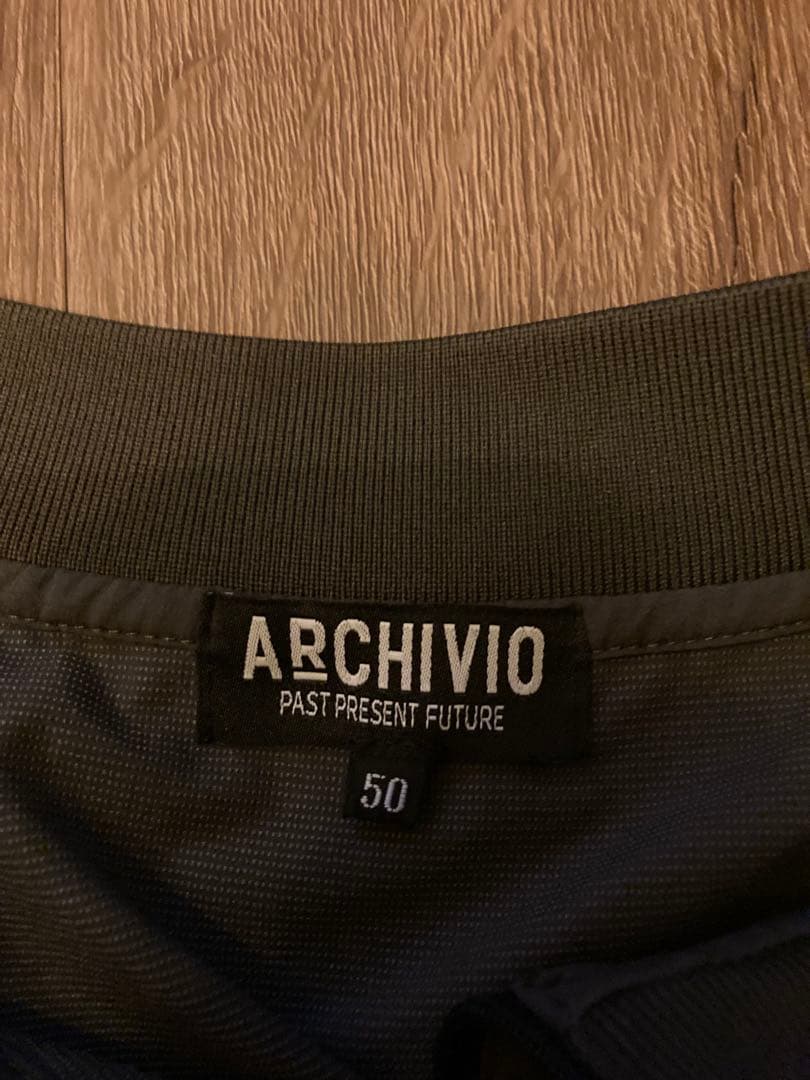 ARCHIVIO
PAST PRESENT FUTURE
50